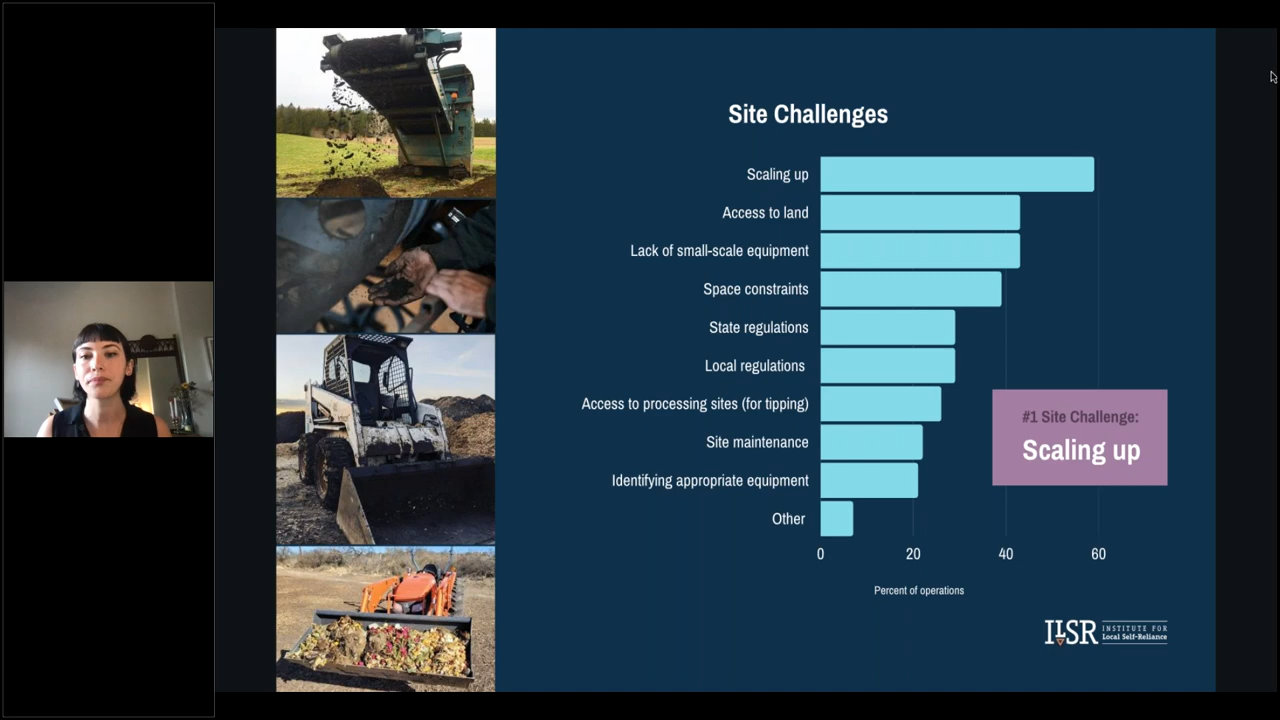 Site Challenges
Scaling up
Access to land
Lack of small-scale equipment
Space constraints
State regulations
Local regulations
Access to processing sites (for tipping)
Site maintenance
Identifying appropriate equipment
Other
0 20 40 60
Percent of operations
#1 Site Challenge:
Scaling up
ILSR
INSTITUTE FOR
Local Self-Reliance